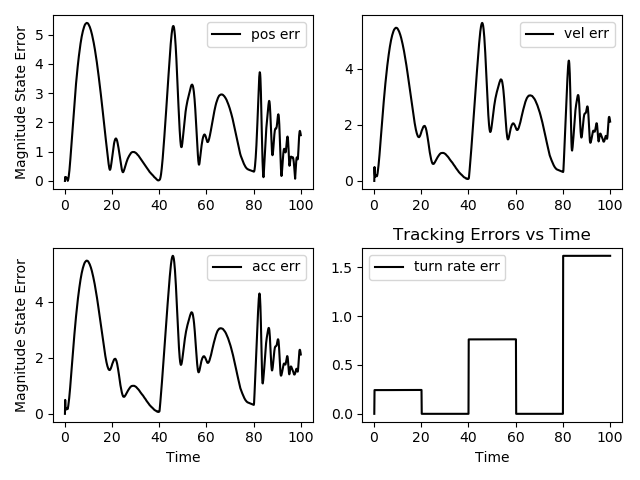 Magnitude State Error
pos err
5
4
3
2
1
0
0 20 40 60 80 100
vel err
4
2
0
0 20 40 60 80 100
Magnitude State Error
acc err
4
2
0
0 20 40 60 80 100
Time
Tracking Errors vs Time
turn rate err
1.5
1.0
0.5
0.0
0 20 40 60 80 100
Time